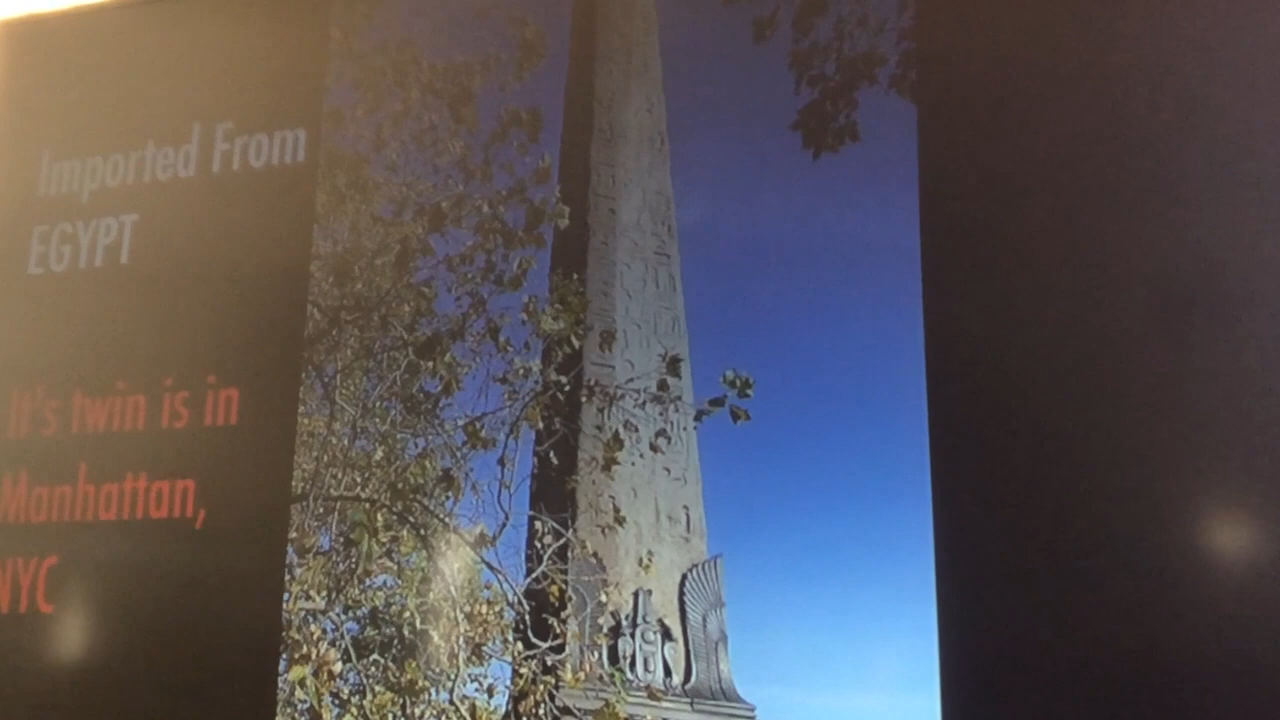 Imported From
EGYPT
It's twin is in
Manhattan,
NYC